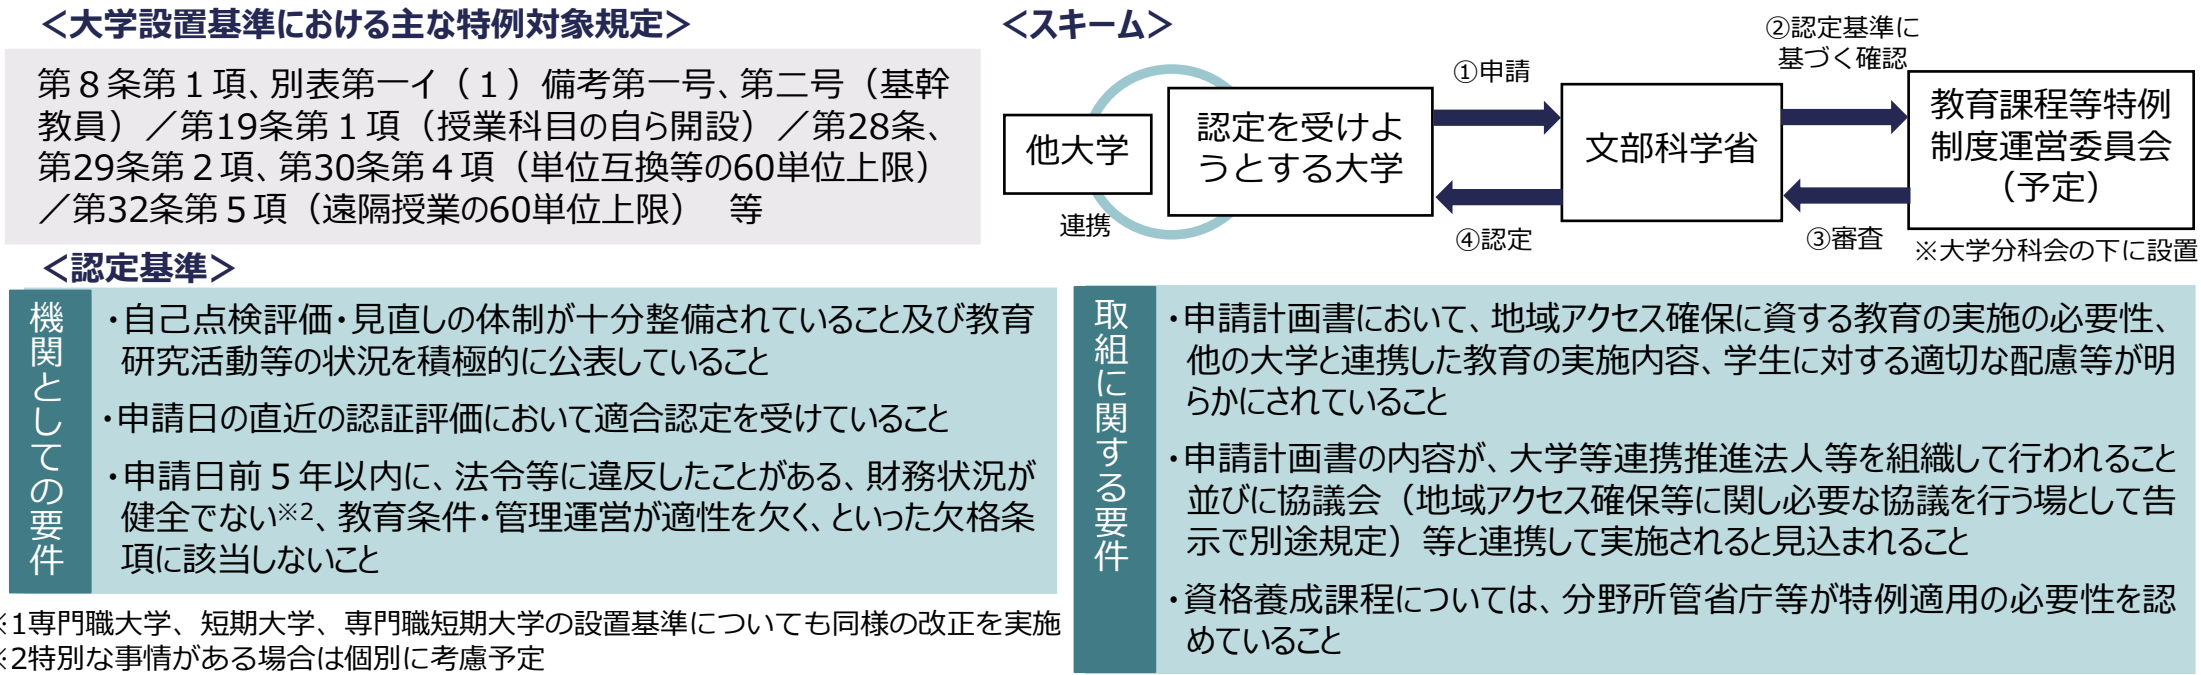 ＜大学設置基準における主な特例対象規定＞
第８条第１項、別表第一イ（１）備考第一号、第二号（基幹
教員）／第19条第１項（授業科目の自ら開設）／第28条、
第29条第２項、第30条第４項（単位互換等の60単位上限）
／第32条第５項（遠隔授業の60単位上限）　等
＜スキーム＞
他大学
連携
認定を受けよ
うとする大学
①申請
④認定
文部科学省
②認定基準に
基づく確認
③審査
教育課程等特例
制度運営委員会
（予定）
※大学分科会の下に設置
＜認定基準＞
機関としての要件
・自己点検評価・見直しの体制が十分整備されていること及び教育
研究活動等の状況を積極的に公表していること
・申請日の直近の認証評価において適合認定を受けていること
・申請日前５年以内に、法令等に違反したことがある、財務状況が
健全でない※2、教育条件・管理運営が適性を欠く、といった欠格条
項に該当しないこと
取組に関する要件
・申請計画書において、地域アクセス確保に資する教育の実施の必要性、
他の大学と連携した教育の実施内容、学生に対する適切な配慮等が明
らかにされていること
・申請計画書の内容が、大学等連携推進法人等を組織して行われること
並びに協議会（地域アクセス確保等に関し必要な協議を行う場として告
示で別途規定）等と連携して実施されると見込まれること
・資格養成課程については、分野所管省庁等が特例適用の必要性を認
めていること
※1専門職大学、短期大学、専門職短期大学の設置基準についても同様の改正を実施
※2特別な事情がある場合は個別に考慮予定